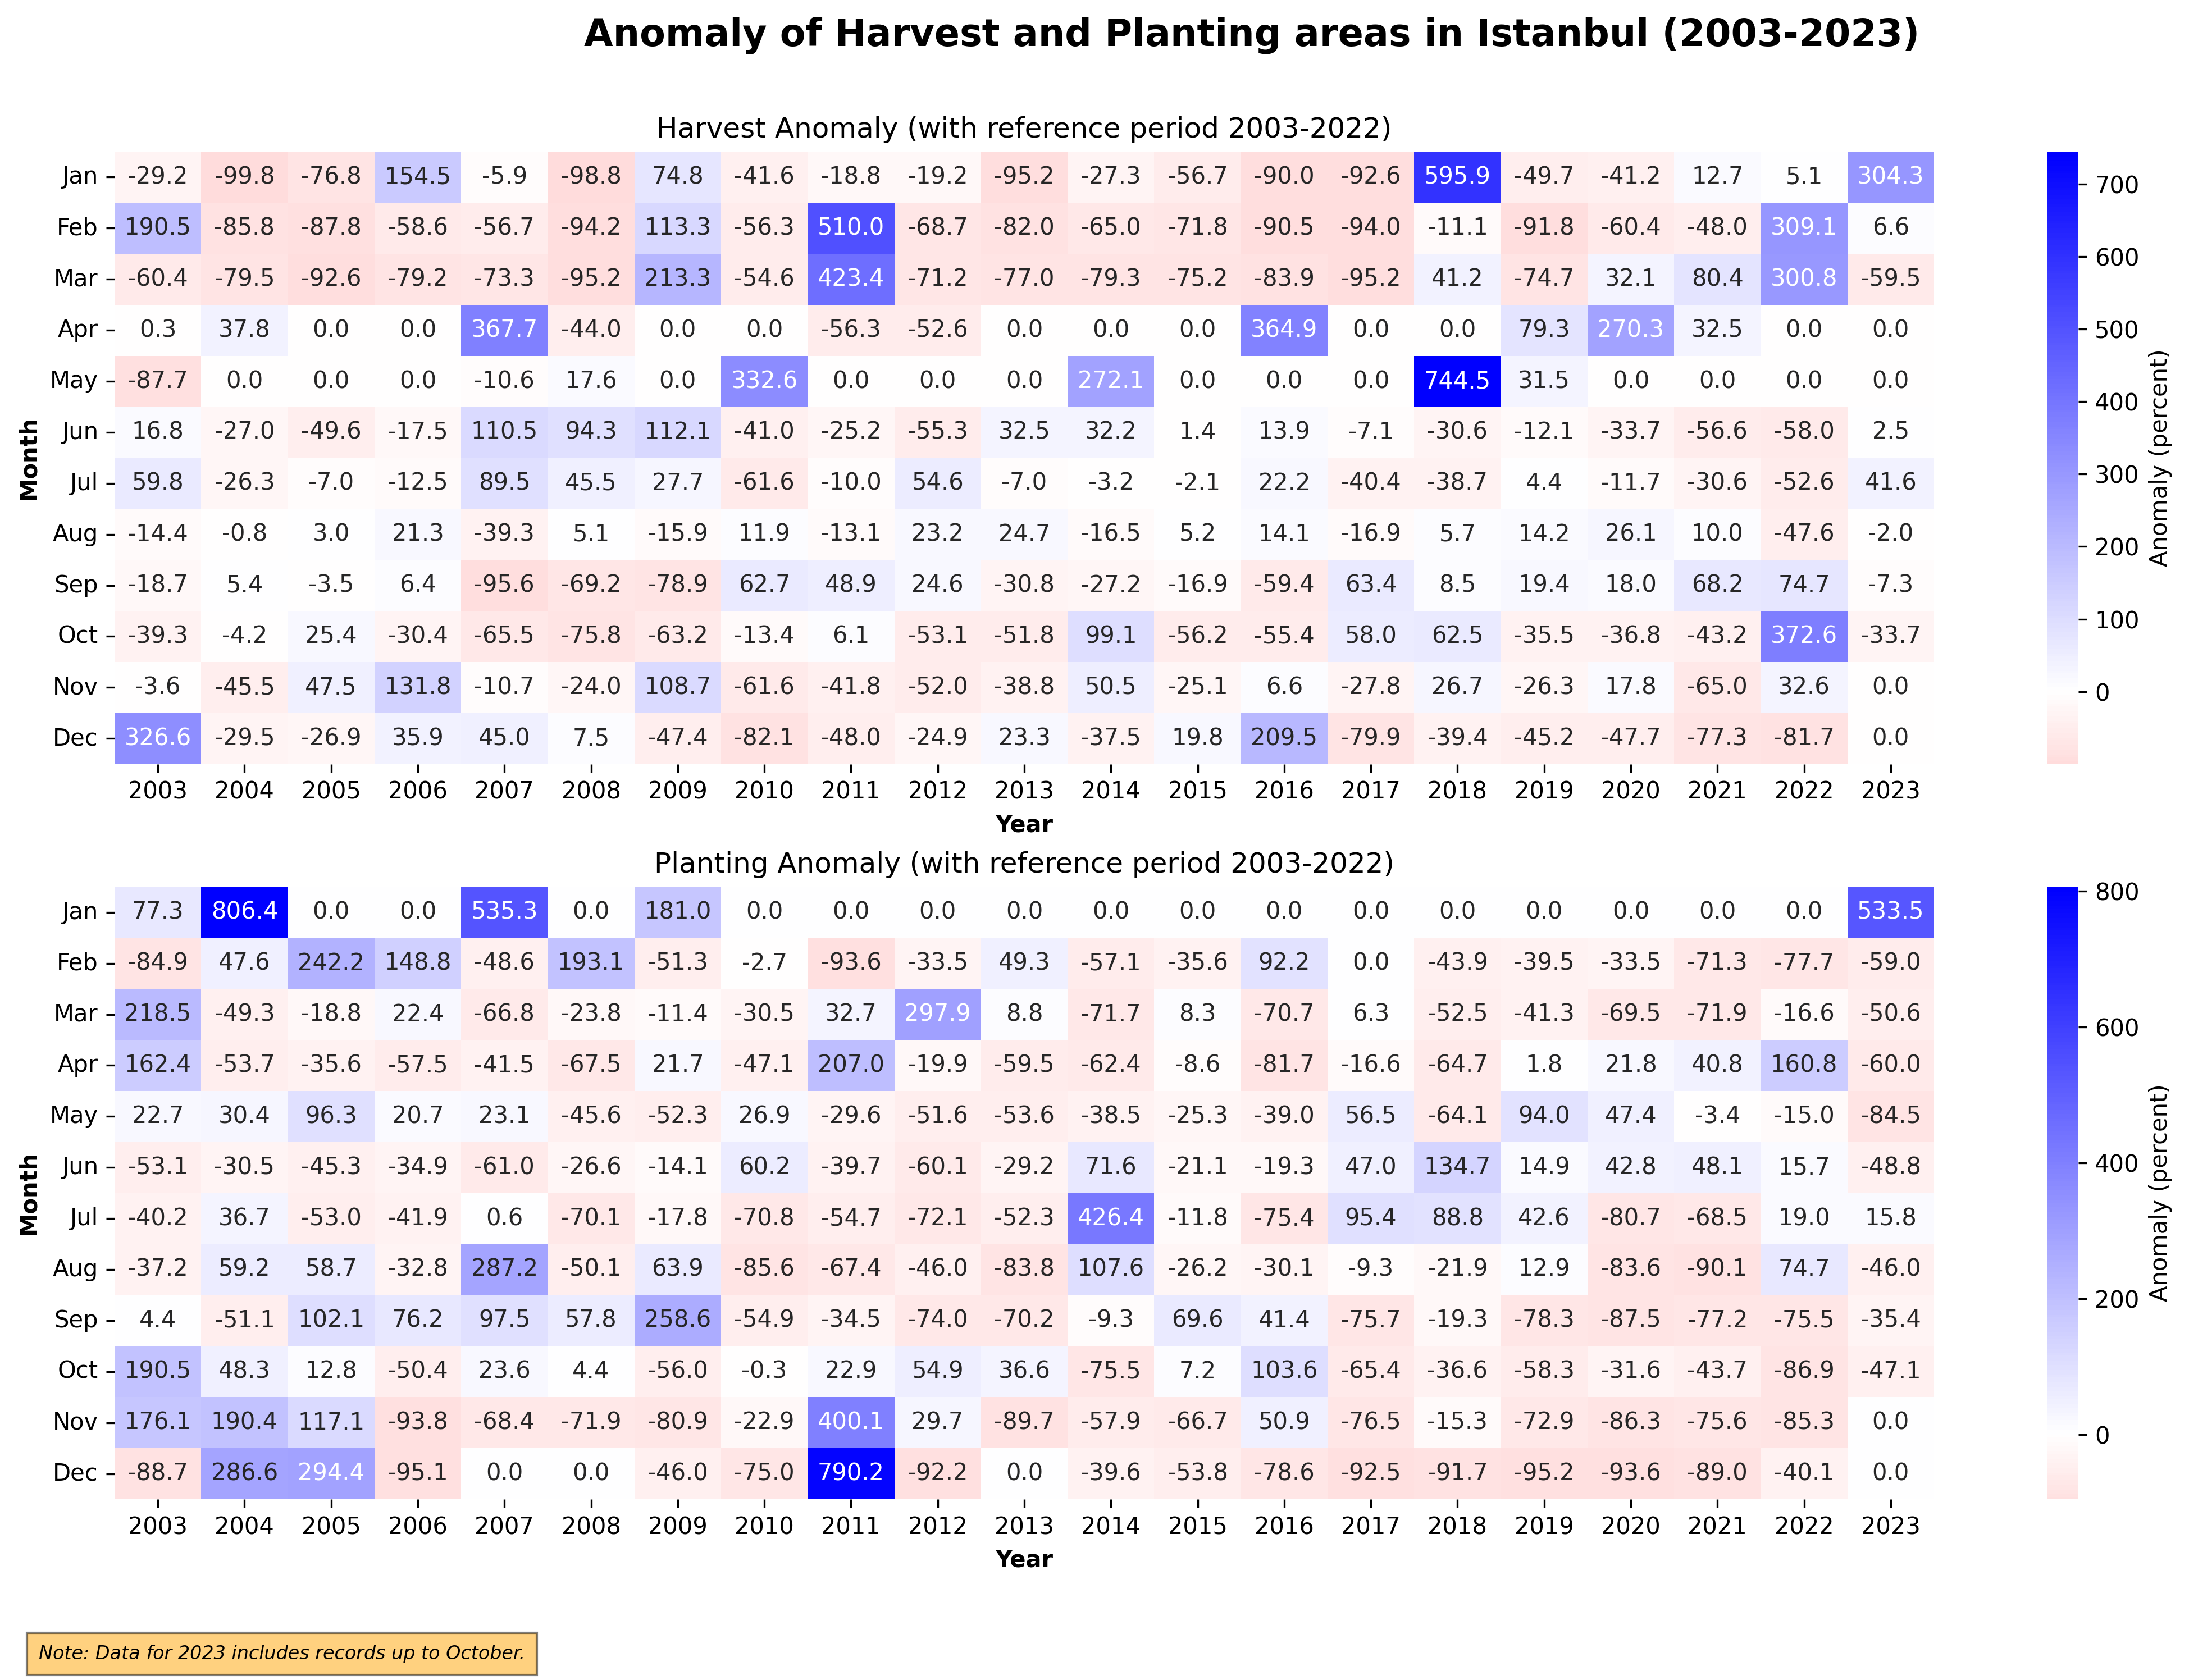 Anomaly of Harvest and Planting areas in Istanbul (2003-2023)
Harvest Anomaly (with reference period 2003-2022)
Jan -29.2 -99.8 -76.8 154.5 -5.9 -98.8 74.8 -41.6 -18.8 -19.2 -95.2 -27.3 -56.7 -90.0 -92.6 595.9 -49.7 -41.2 12.7 5.1 304.3
Feb 190.5 -85.8 -87.8 -58.6 -56.7 -94.2 113.3 -56.3 510.0 -68.7 -82.0 -65.0 -71.8 -90.5 -94.0 -11.1 -91.8 -60.4 -48.0 309.1 6.6
Mar -60.4 -79.5 -92.6 -79.2 -73.3 -95.2 213.3 -54.6 423.4 -71.2 -77.0 -79.3 -75.2 -83.9 -95.2 41.2 -74.7 32.1 80.4 300.8 -59.5
Apr 0.3 37.8 0.0 0.0 367.7 -44.0 0.0 0.0 -56.3 -52.6 0.0 0.0 0.0 364.9 0.0 0.0 79.3 270.3 32.5 0.0 0.0
May -87.7 0.0 0.0 0.0 -10.6 17.6 0.0 332.6 0.0 0.0 0.0 272.1 0.0 0.0 0.0 744.5 31.5 0.0 0.0 0.0 0.0
Jun 16.8 -27.0 -49.6 -17.5 110.5 94.3 112.1 -41.0 -25.2 -55.3 32.5 32.2 1.4 13.9 -7.1 -30.6 -12.1 -33.7 -56.6 -58.0 2.5
Jul 59.8 -26.3 -7.0 -12.5 89.5 45.5 27.7 -61.6 -10.0 54.6 -7.0 -3.2 -2.1 22.2 -40.4 -38.7 4.4 -11.7 -30.6 -52.6 41.6
Aug -14.4 -0.8 3.0 21.3 -39.3 5.1 -15.9 11.9 -13.1 23.2 24.7 -16.5 5.2 14.1 -16.9 5.7 14.2 26.1 10.0 -47.6 -2.0
Sep -18.7 5.4 -3.5 6.4 -95.6 -69.2 -78.9 62.7 48.9 24.6 -30.8 -27.2 -16.9 -59.4 63.4 8.5 19.4 18.0 68.2 74.7 -7.3
Oct -39.3 -4.2 25.4 -30.4 -65.5 -75.8 -63.2 -13.4 6.1 -53.1 -51.8 99.1 -56.2 -55.4 58.0 62.5 -35.5 -36.8 -43.2 372.6 -33.7
Nov -3.6 -45.5 47.5 131.8 -10.7 -24.0 108.7 -61.6 -41.8 -52.0 -38.8 50.5 -25.1 6.6 -27.8 26.7 -26.3 17.8 -65.0 32.6 0.0
Dec 326.6 -29.5 -26.9 35.9 45.0 7.5 -47.4 -82.1 -48.0 -24.9 23.3 -37.5 19.8 209.5 -79.9 -39.4 -45.2 -47.7 -77.3 -81.7 0.0
2003 2004 2005 2006 2007 2008 2009 2010 2011 2012 2013 2014 2015 2016 2017 2018 2019 2020 2021 2022 2023
Year
Month
700
600
500
400
300
200
100
0
Anomaly (percent)
Planting Anomaly (with reference period 2003-2022)
Jan 77.3 806.4 0.0 0.0 535.3 0.0 181.0 0.0 0.0 0.0 0.0 0.0 0.0 0.0 0.0 0.0 0.0 0.0 0.0 0.0 533.5
Feb -84.9 47.6 242.2 148.8 -48.6 193.1 -51.3 -2.7 -93.6 -33.5 49.3 -57.1 -35.6 92.2 0.0 -43.9 -39.5 -33.5 -71.3 -77.7 -59.0
Mar 218.5 -49.3 -18.8 22.4 -66.8 -23.8 -11.4 -30.5 32.7 297.9 8.8 -71.7 8.3 -70.7 6.3 -52.5 -41.3 -69.5 -71.9 -16.6 -50.6
Apr 162.4 -53.7 -35.6 -57.5 -41.5 -67.5 21.7 -47.1 207.0 -19.9 -59.5 -62.4 -8.6 -81.7 -16.6 -64.7 1.8 21.8 40.8 160.8 -60.0
May 22.7 30.4 96.3 20.7 23.1 -45.6 -52.3 26.9 -29.6 -51.6 -53.6 -38.5 -25.3 -39.0 56.5 -64.1 94.0 47.4 -3.4 -15.0 -84.5
Jun -53.1 -30.5 -45.3 -34.9 -61.0 -26.6 -14.1 60.2 -39.7 -60.1 -29.2 71.6 -21.1 -19.3 47.0 134.7 14.9 42.8 48.1 15.7 -48.8
Jul -40.2 36.7 -53.0 -41.9 0.6 -70.1 -17.8 -70.8 -54.7 -72.1 -52.3 426.4 -11.8 -75.4 95.4 88.8 42.6 -80.7 -68.5 19.0 15.8
Aug -37.2 59.2 58.7 -32.8 287.2 -50.1 63.9 -85.6 -67.4 -46.0 -83.8 107.6 -26.2 -30.1 -9.3 -21.9 12.9 -83.6 -90.1 74.7 -46.0
Sep 4.4 -51.1 102.1 76.2 97.5 57.8 258.6 -54.9 -34.5 -74.0 -70.2 -9.3 69.6 41.4 -75.7 -19.3 -78.3 -87.5 -77.2 -75.5 -35.4
Oct 190.5 48.3 12.8 -50.4 23.6 4.4 -56.0 -0.3 22.9 54.9 36.6 -75.5 7.2 103.6 -65.4 -36.6 -58.3 -31.6 -43.7 -86.9 -47.1
Nov 176.1 190.4 117.1 -93.8 -68.4 -71.9 -80.9 -22.9 400.1 29.7 -89.7 -57.9 -66.7 50.9 -76.5 -15.3 -72.9 -86.3 -75.6 -85.3 0.0
Dec -88.7 286.6 294.4 -95.1 0.0 0.0 -46.0 -75.0 790.2 -92.2 0.0 -39.6 -53.8 -78.6 -92.5 -91.7 -95.2 -93.6 -89.0 -40.1 0.0
2003 2004 2005 2006 2007 2008 2009 2010 2011 2012 2013 2014 2015 2016 2017 2018 2019 2020 2021 2022 2023
Year
Month
800
600
400
200
0
Anomaly (percent)
Note: Data for 2023 includes records up to October.